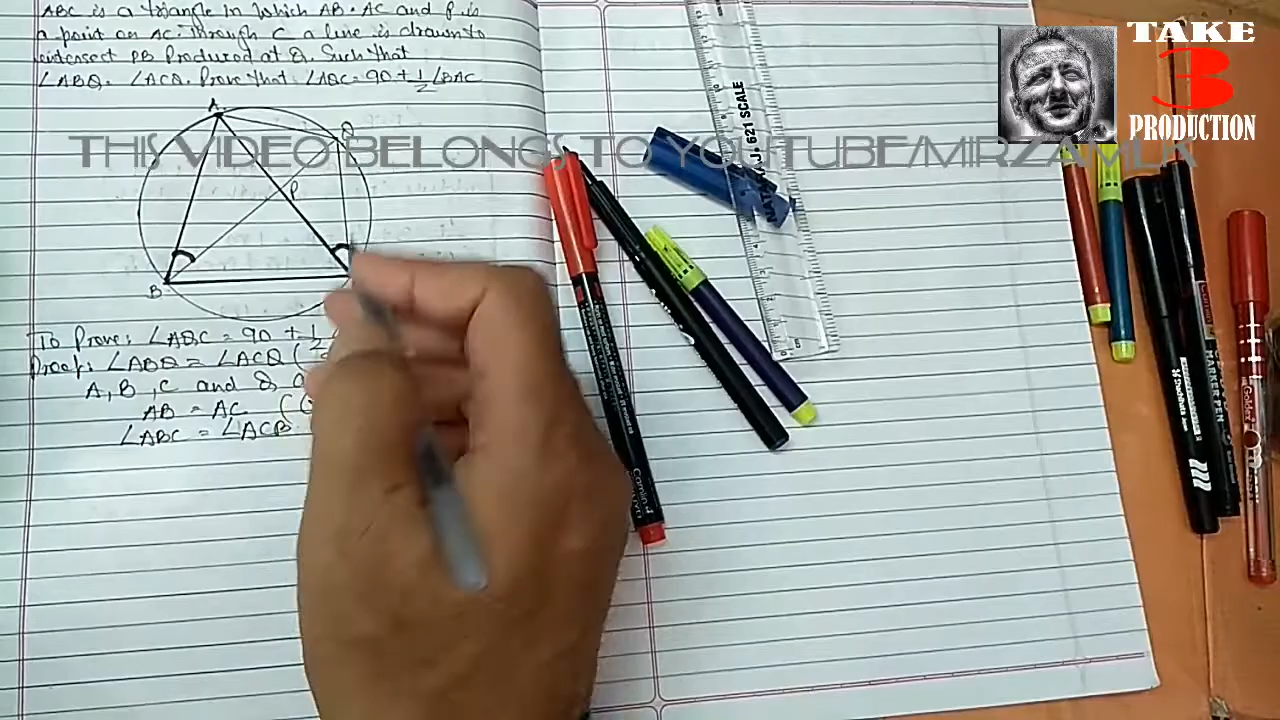 ABC is a triangle in which AB = AC and P is
a point on AC. Through C a line is drawn to
intersect PB Produced at Q. Such that
∠ABQ = ∠ACQ. Prove that: ∠AQC = 90 + 1/2 ∠BAC
A
Q
P
B
To Prove: ∠ABC = 90 + 1/2
Proof: ∠ABQ = ∠ACQ (
A, B, C and Q
AB = AC (
∠ABC = ∠ACB
THIS VIDEO BELONGS TO YOUTUBE/MIRZAMLA
TAKE
3
PRODUCTION
621 SCALE
Camlin
MARKER PEN